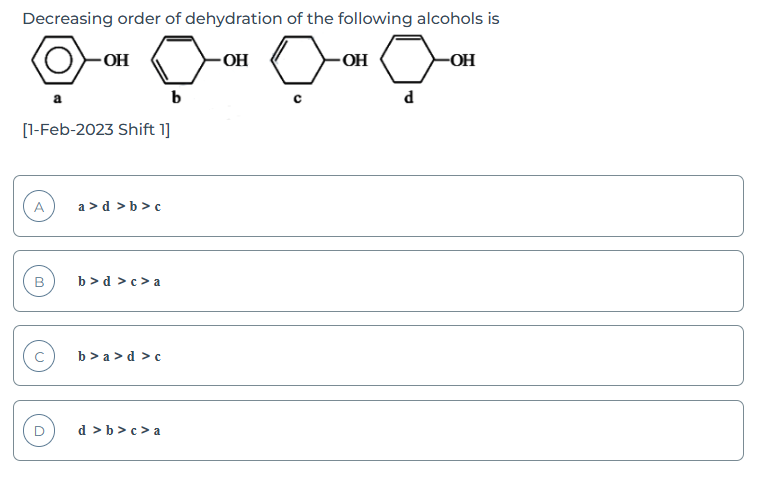 Decreasing order of dehydration of the following alcohols is
OH OH OH OH
a b c d
[1-Feb-2023 Shift 1]
A a > d > b > c
B b > d > c > a
C b > a > d > c
D d > b > c > a